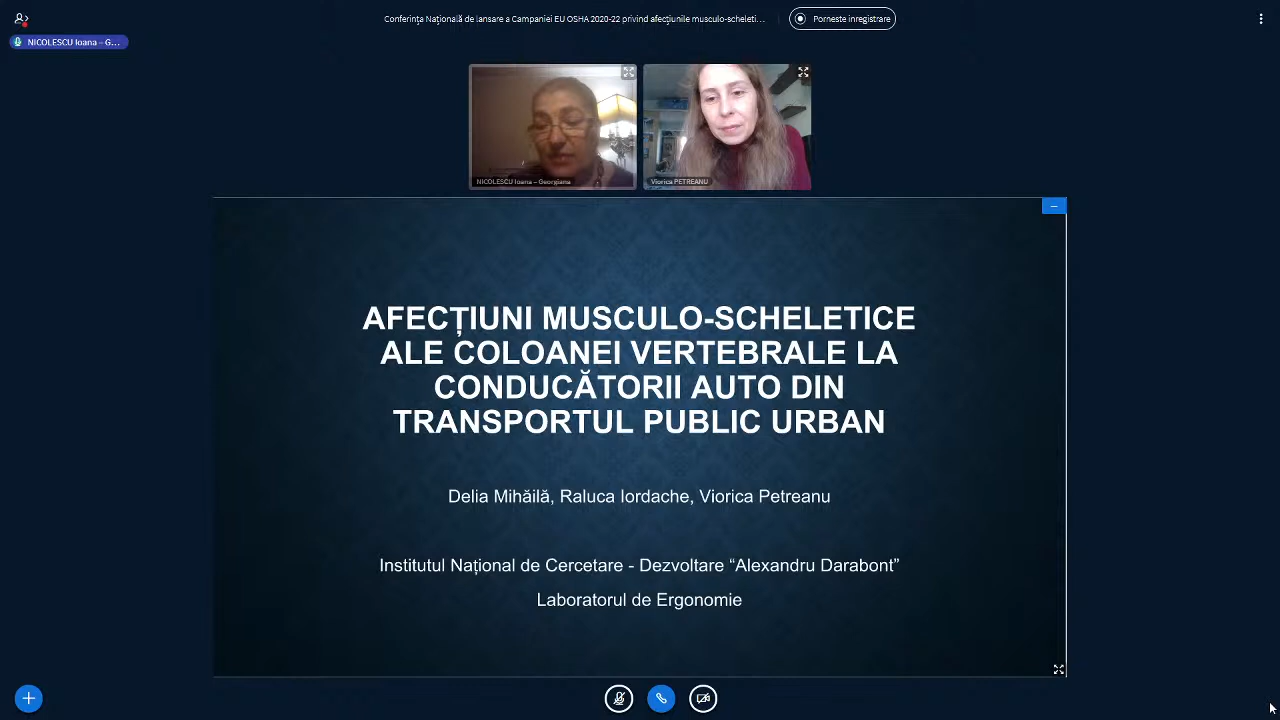 Conferința Națională de lansare a Campaniei EU OSHA 2020-22 privind afecțiunile musculo-scheleti...
Porneste inregistrare
NICOLESCU Ioana – G...
NICOLESCU Ioana – Georgiana
Viorica PETREANU
AFECȚIUNI MUSCULO-SCHELETICE
ALE COLOANEI VERTEBRALE LA
CONDUCĂTORII AUTO DIN
TRANSPORTUL PUBLIC URBAN
Delia Mihăilă, Raluca Iordache, Viorica Petreanu
Institutul Național de Cercetare - Dezvoltare “Alexandru Darabont”
Laboratorul de Ergonomie